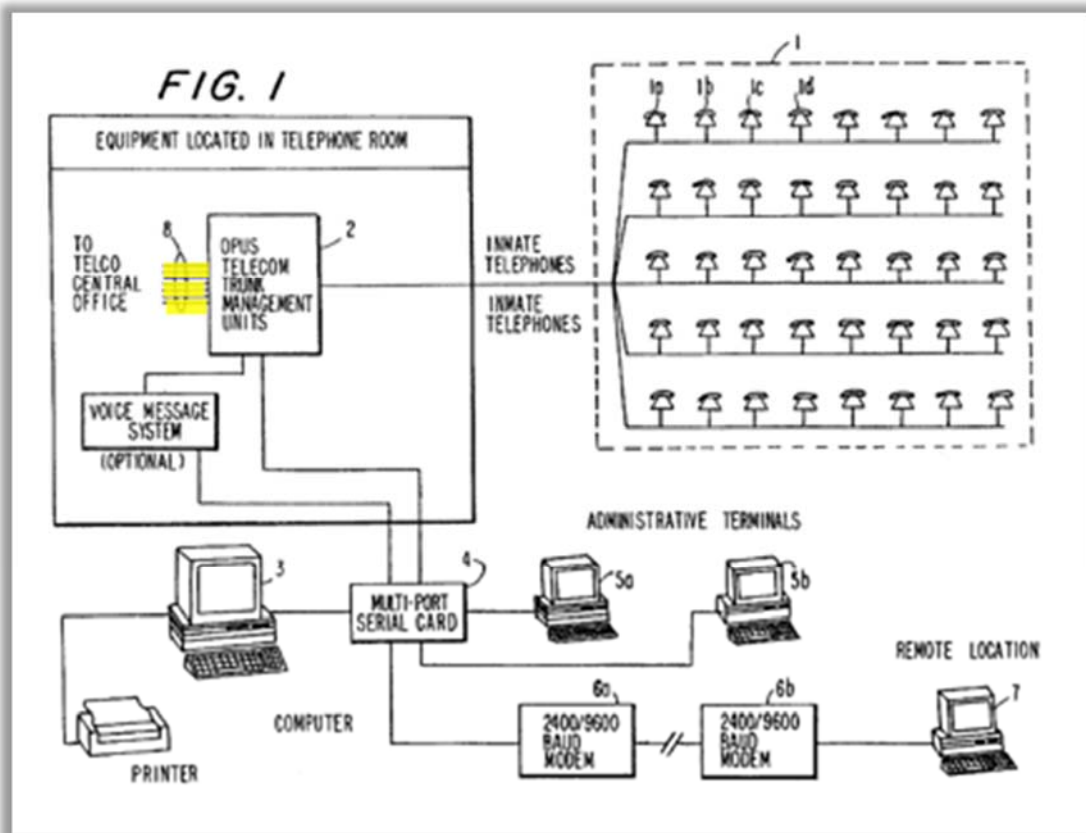 FIG. 1
EQUIPMENT LOCATED IN TELEPHONE ROOM
TO
TELCO
CENTRAL
OFFICE
8
OPUS
TELECOM
TRUNK
MANAGEMENT
UNITS
2
VOICE MESSAGE
SYSTEM
(OPTIONAL)
INMATE
TELEPHONES
INMATE
TELEPHONES
1
1a 1b 1c 1d
ADMINISTRATIVE TERMINALS
3
4
MULTI-PORT
SERIAL CARD
5a
5b
REMOTE LOCATION
COMPUTER
PRINTER
6a
2400/9600
BAUD
MODEM
6b
2400/9600
BAUD
MODEM
7